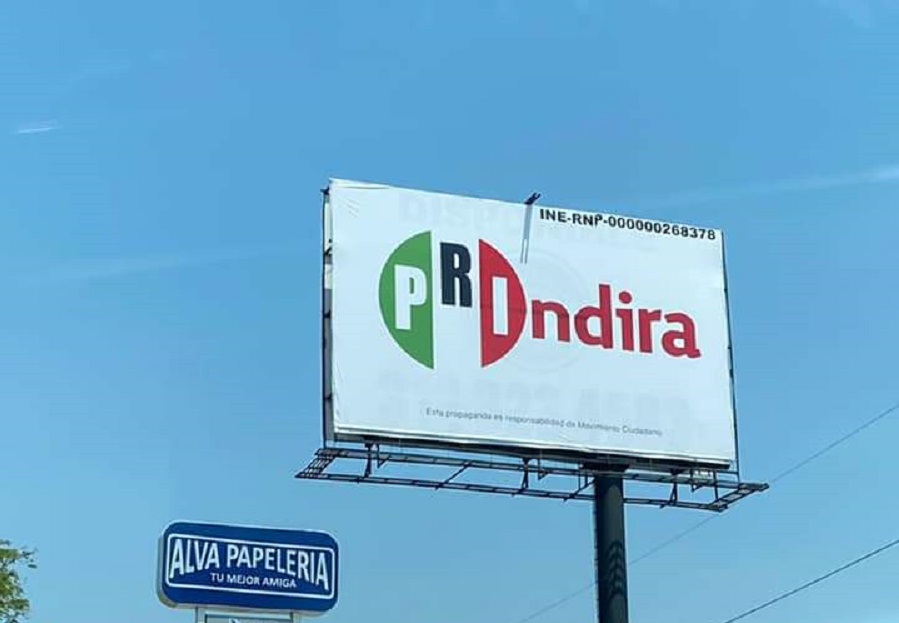 INE-RNP-000000268378
PRIndira
Esta propaganda es responsabilidad de Movimiento Ciudadano
ALVA PAPELERIA
TU MEJOR AMIGA